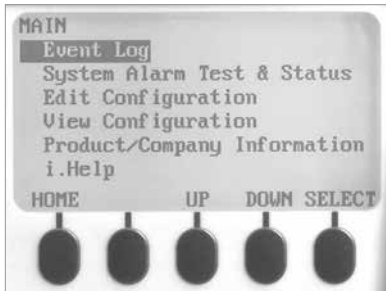 MAIN
Event Log
System Alarm Test & Status
Edit Configuration
View Configuration
Product/Company Information
i.Help
HOME UP DOWN SELECT